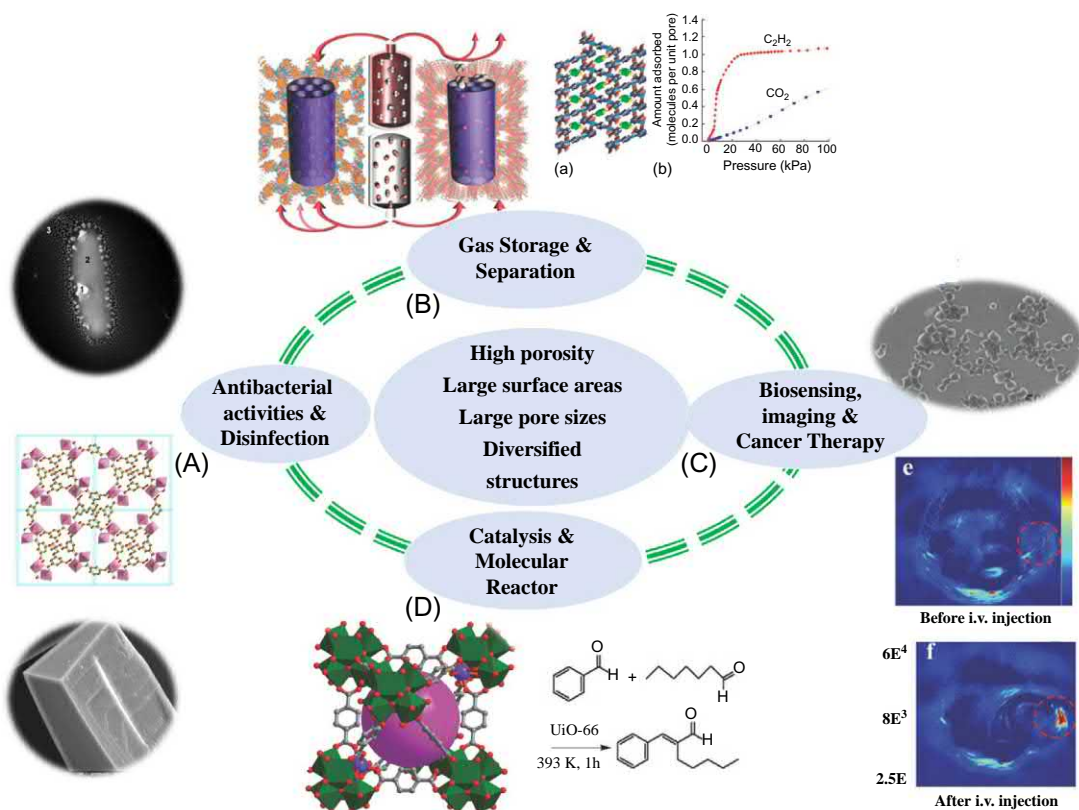 1.4
1.2
1.0
0.8
0.6
0.4
0.2
0.0
Amount adsorbed
(molecules per unit pore)
C₂H₂
CO₂
0 20 40 60 80 100
Pressure (kPa)
(a)
(b)
3
2
1
Gas Storage &
Separation
(B)
High porosity
Large surface areas
Large pore sizes
Diversified
structures
Antibacterial
activities &
Disinfection
(A)
Biosensing,
imaging &
Cancer Therapy
(C)
Catalysis &
Molecular
Reactor
(D)
e
Before i.v. injection
O
H
+
O
H
UiO-66
393 K, 1h
O
H
f
6E⁴
8E³
2.5E
After i.v. injection